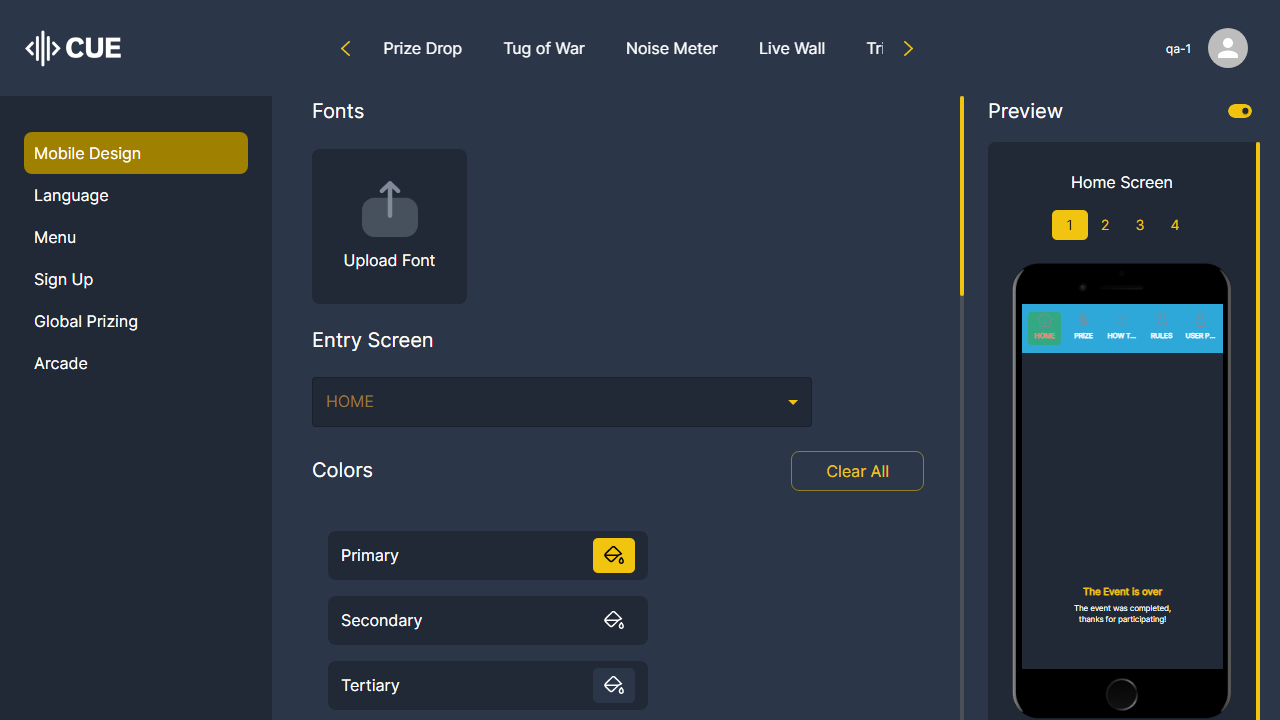 CUE
Prize Drop
Tug of War
Noise Meter
Live Wall
Tri
qa-1
Mobile Design
Language
Menu
Sign Up
Global Prizing
Arcade
Fonts
Upload Font
Entry Screen
HOME
Colors
Clear All
Primary
Secondary
Tertiary
Preview
Home Screen
1 2 3 4
HOME PRIZE HOW T... RULES USER P...
The Event is over
The event was completed,
thanks for participating!